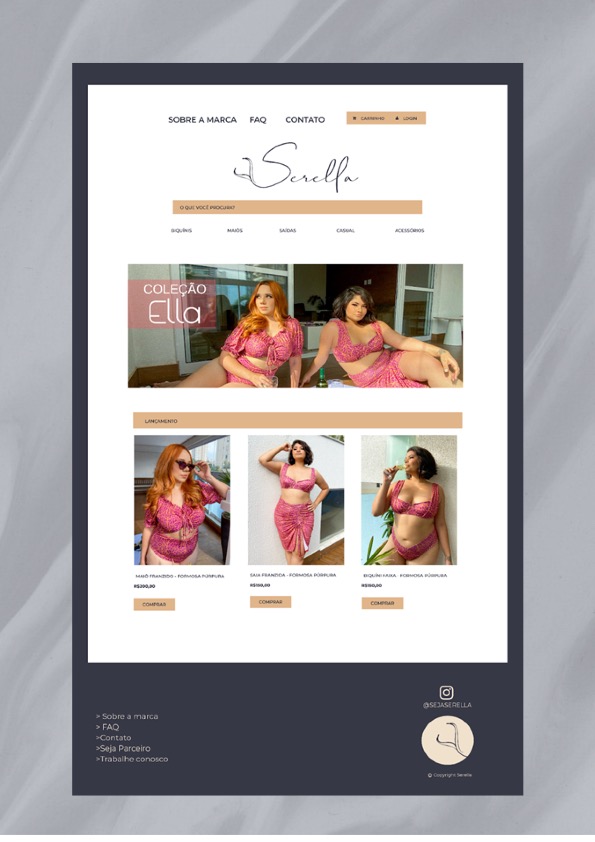 SOBRE A MARCA FAQ CONTATO CARRINHO LOGIN
Serella
O QUE VOCÊ PROCURA?
BIQUÍNIS MAIÔS SAÍDAS CASUAL ACESSÓRIOS
COLEÇÃO
Ella
LANÇAMENTO
MAIÔ FRANZIDO - FORMOSA PÚRPURA
R$200,00
COMPRAR
SAIA FRANZIDA - FORMOSA PÚRPURA
R$150,00
COMPRAR
BIQUÍNI FAIXA - FORMOSA PÚRPURA
R$150,00
COMPRAR
> Sobre a marca
> FAQ
>Contato
>Seja Parceiro
>Trabalhe conosco
@SEJASERELLA
© Copyright Serella